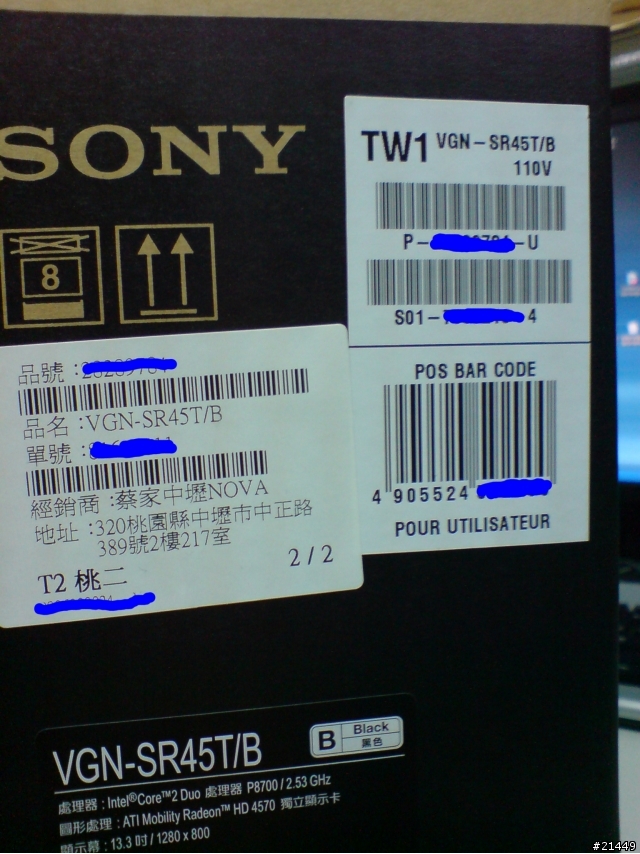 SONY
TW1 VGN-SR45T/B
110V
P- -U
S01- 4
8
POS BAR CODE
4 905524
POUR UTILISATEUR
品號:
品名:VGN-SR45T/B
單號:
經銷商:蔡家中壢NOVA
地址:320桃園縣中壢市中正路
389號2樓217室
2/2
T2 桃二
VGN-SR45T/B
B Black
黑色
處理器:Intel®Core™2 Duo 處理器 P8700 / 2.53 GHz
圖形處理:ATI Mobility Radeon™ HD 4570 獨立顯示卡
顯示幕:13.3 吋 / 1280 x 800
#21449